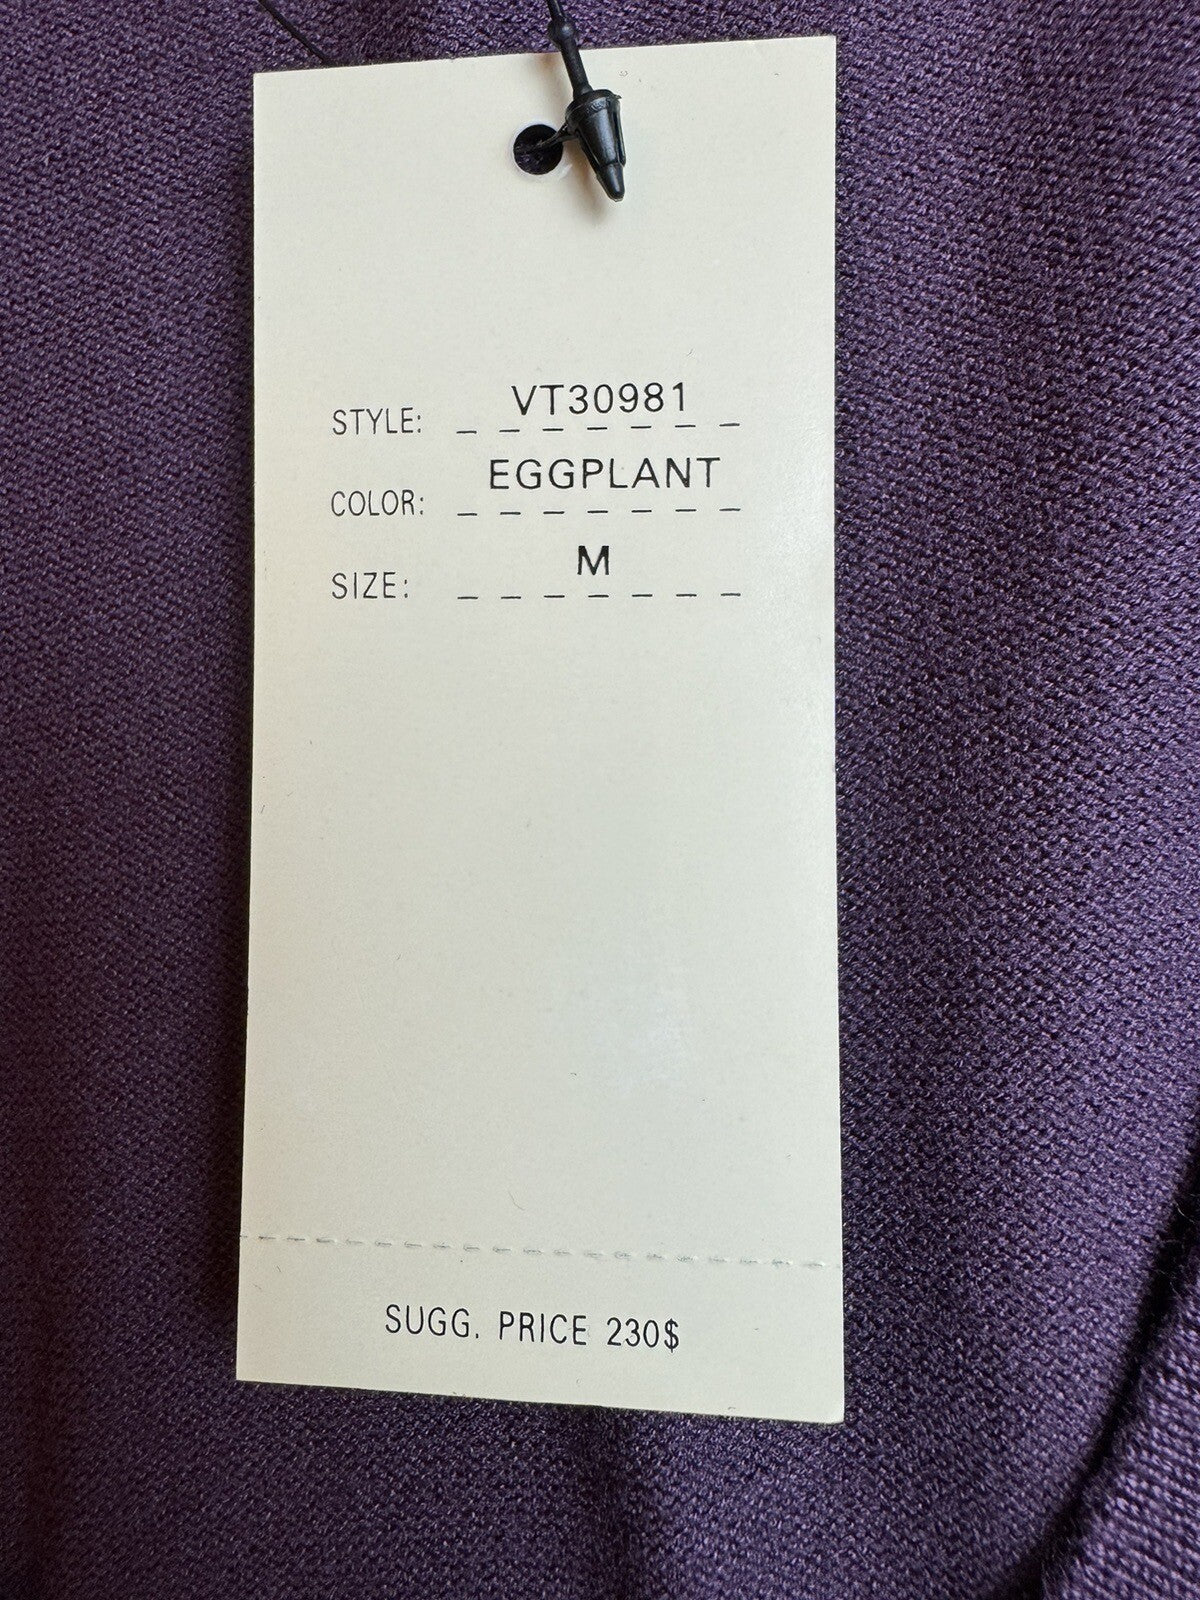 STYLE: VT30981
COLOR: EGGPLANT
SIZE: M
SUGG. PRICE 230$